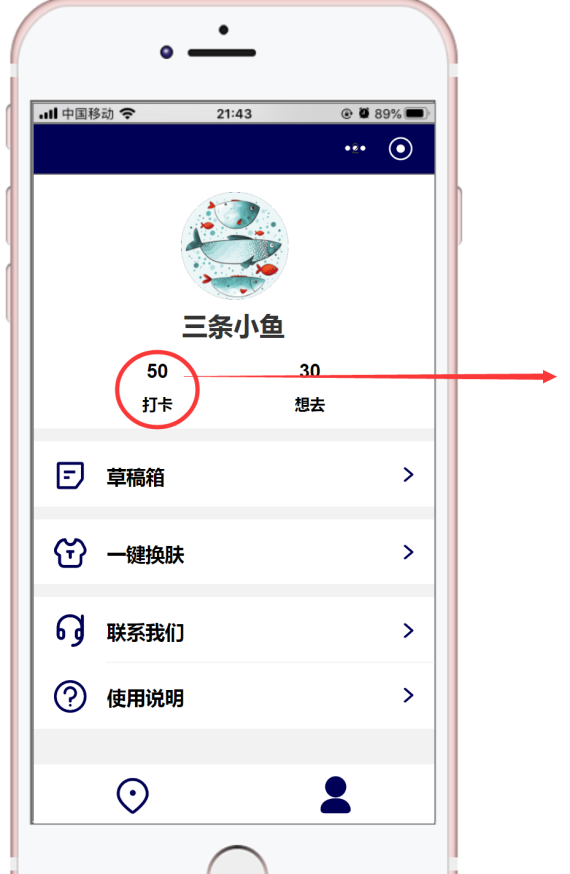 中国移动 21:43 89%
三条小鱼
50 30
打卡 想去
草稿箱
一键换肤
联系我们
使用说明